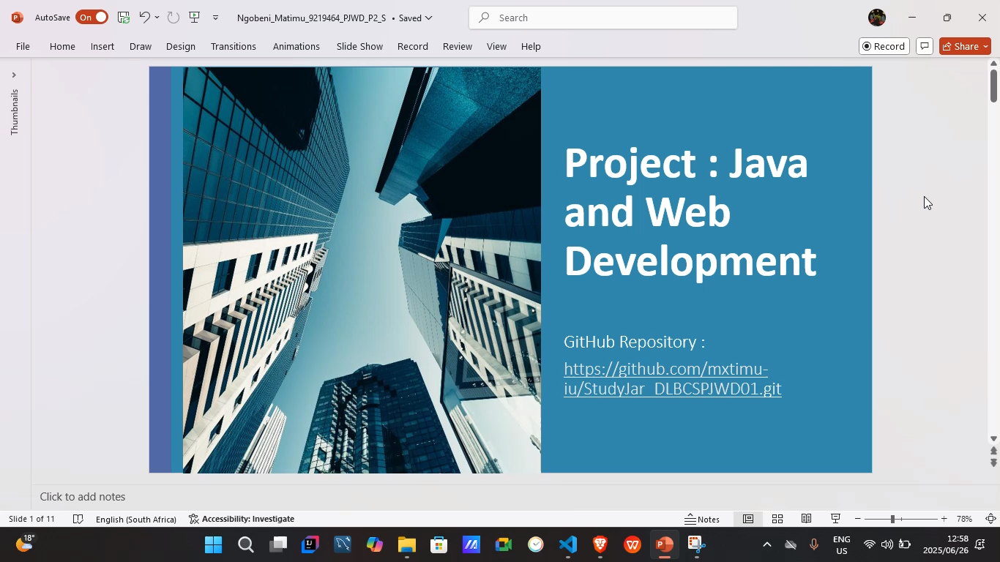 AutoSave On Ngobeni_Matimu_9219464_PJWD_P2_S • Saved Search
File Home Insert Draw Design Transitions Animations Slide Show Record Review View Help Record Share
Thumbnails
Project : Java
and Web
Development
GitHub Repository :
https://github.com/mxtimu-
iu/StudyJar_DLBCSPJWD01.git
Click to add notes
Slide 1 of 11 English (South Africa) Accessibility: Investigate Notes 78%
18° ENG 12:58
US 2025/06/26